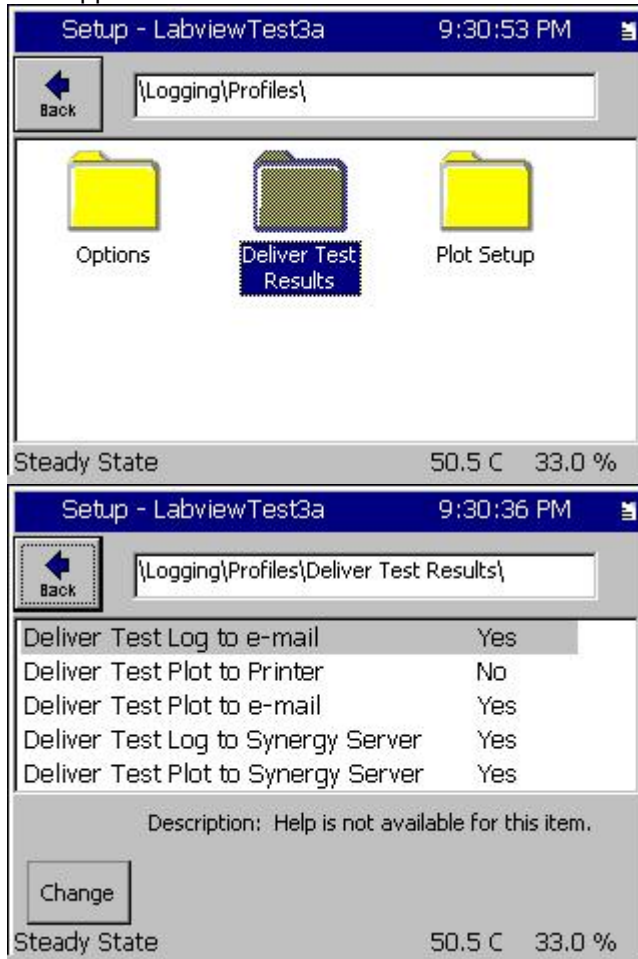 Setup - LabviewTest3a 9:30:53 PM
Back
\Logging\Profiles\
Options
Deliver Test
Results
Plot Setup
Steady State 50.5 C 33.0 %
Setup - LabviewTest3a 9:30:36 PM
Back
\Logging\Profiles\Deliver Test Results\
Deliver Test Log to e-mail Yes
Deliver Test Plot to Printer No
Deliver Test Plot to e-mail Yes
Deliver Test Log to Synergy Server Yes
Deliver Test Plot to Synergy Server Yes
Description: Help is not available for this item.
Change
Steady State 50.5 C 33.0 %